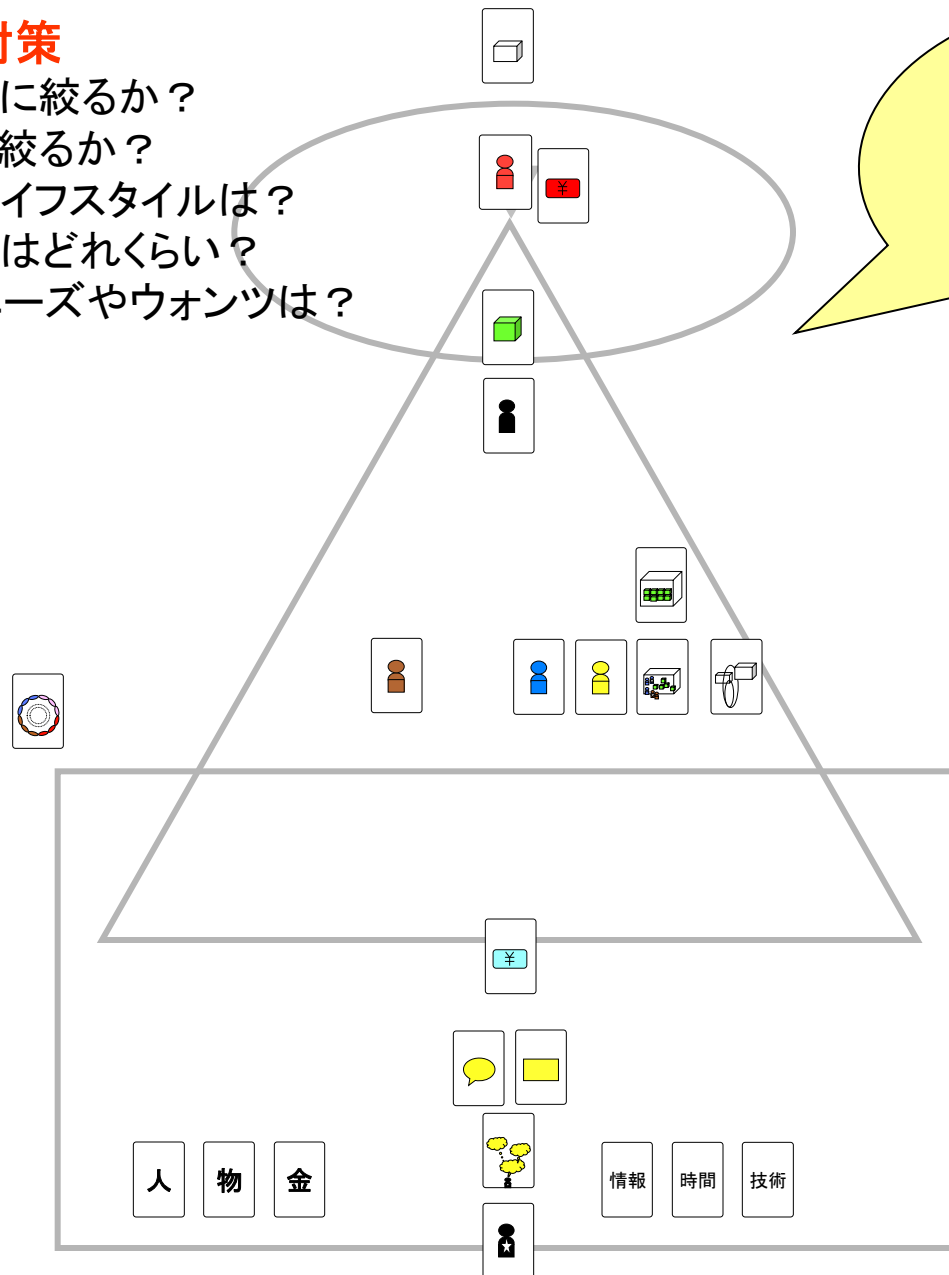 策
に絞るか？
絞るか？
イフスタイルは？
はどれくらい？
ーズやウォンツは？
¥
¥
人 物 金
情報 時間 技術